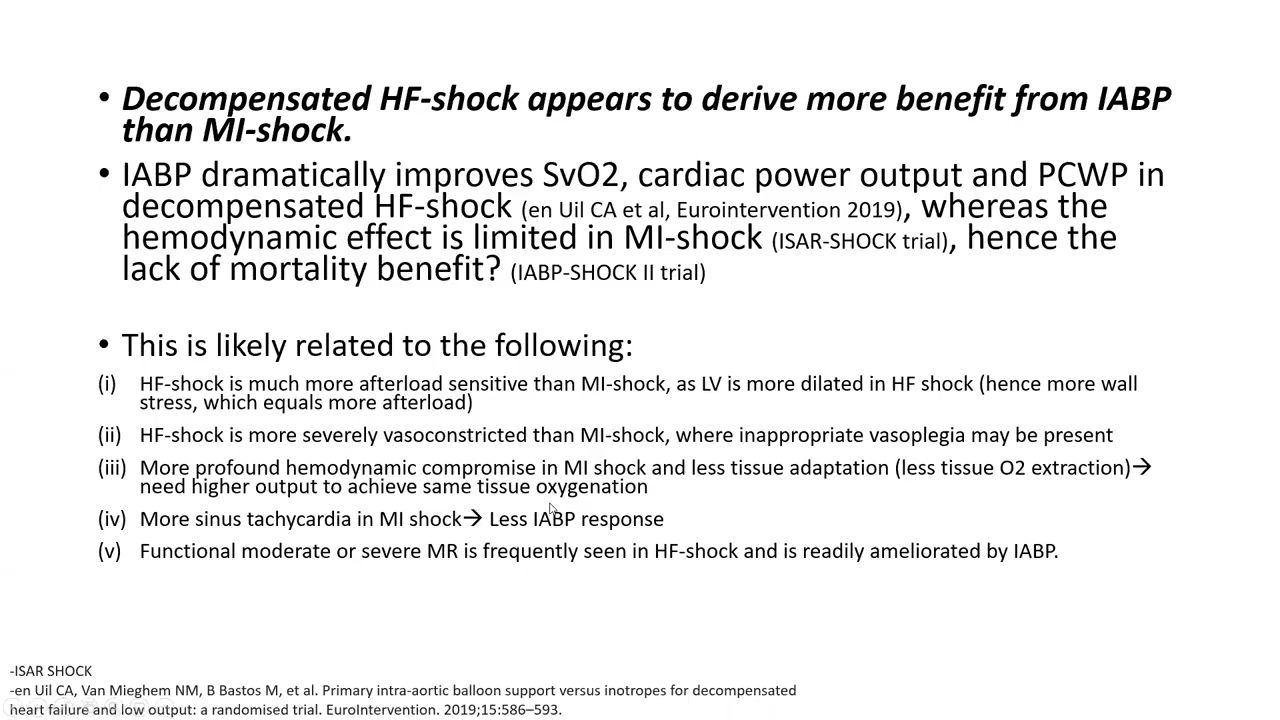 • Decompensated HF-shock appears to derive more benefit from IABP
than MI-shock.
• IABP dramatically improves SvO2, cardiac power output and PCWP in
decompensated HF-shock (en Uil CA et al, Eurointervention 2019), whereas the
hemodynamic effect is limited in MI-shock (ISAR-SHOCK trial), hence the
lack of mortality benefit? (IABP-SHOCK II trial)
• This is likely related to the following:
(i) HF-shock is much more afterload sensitive than MI-shock, as LV is more dilated in HF shock (hence more wall
stress, which equals more afterload)
(ii) HF-shock is more severely vasoconstricted than MI-shock, where inappropriate vasoplegia may be present
(iii) More profound hemodynamic compromise in MI shock and less tissue adaptation (less tissue O2 extraction)→
need higher output to achieve same tissue oxygenation
(iv) More sinus tachycardia in MI shock→ Less IABP response
(v) Functional moderate or severe MR is frequently seen in HF-shock and is readily ameliorated by IABP.
-ISAR SHOCK
-en Uil CA, Van Mieghem NM, B Bastos M, et al. Primary intra-aortic balloon support versus inotropes for decompensated
heart failure and low output: a randomised trial. EuroIntervention. 2019;15:586–593.